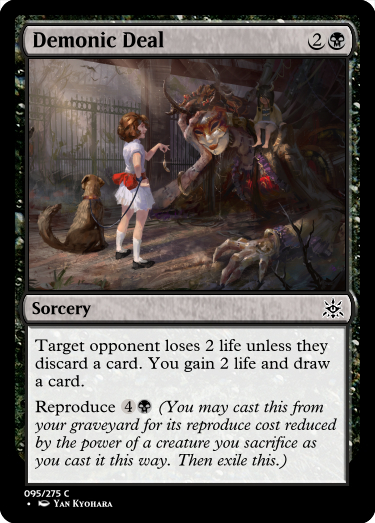 Demonic Deal 2
Sorcery
Target opponent loses 2 life unless they
discard a card. You gain 2 life and draw
a card.
Reproduce 4 (You may cast this from
your graveyard for its reproduce cost reduced
by the power of a creature you sacrifice as
you cast it this way. Then exile this.)
095/275 C
• Yan Kyohara